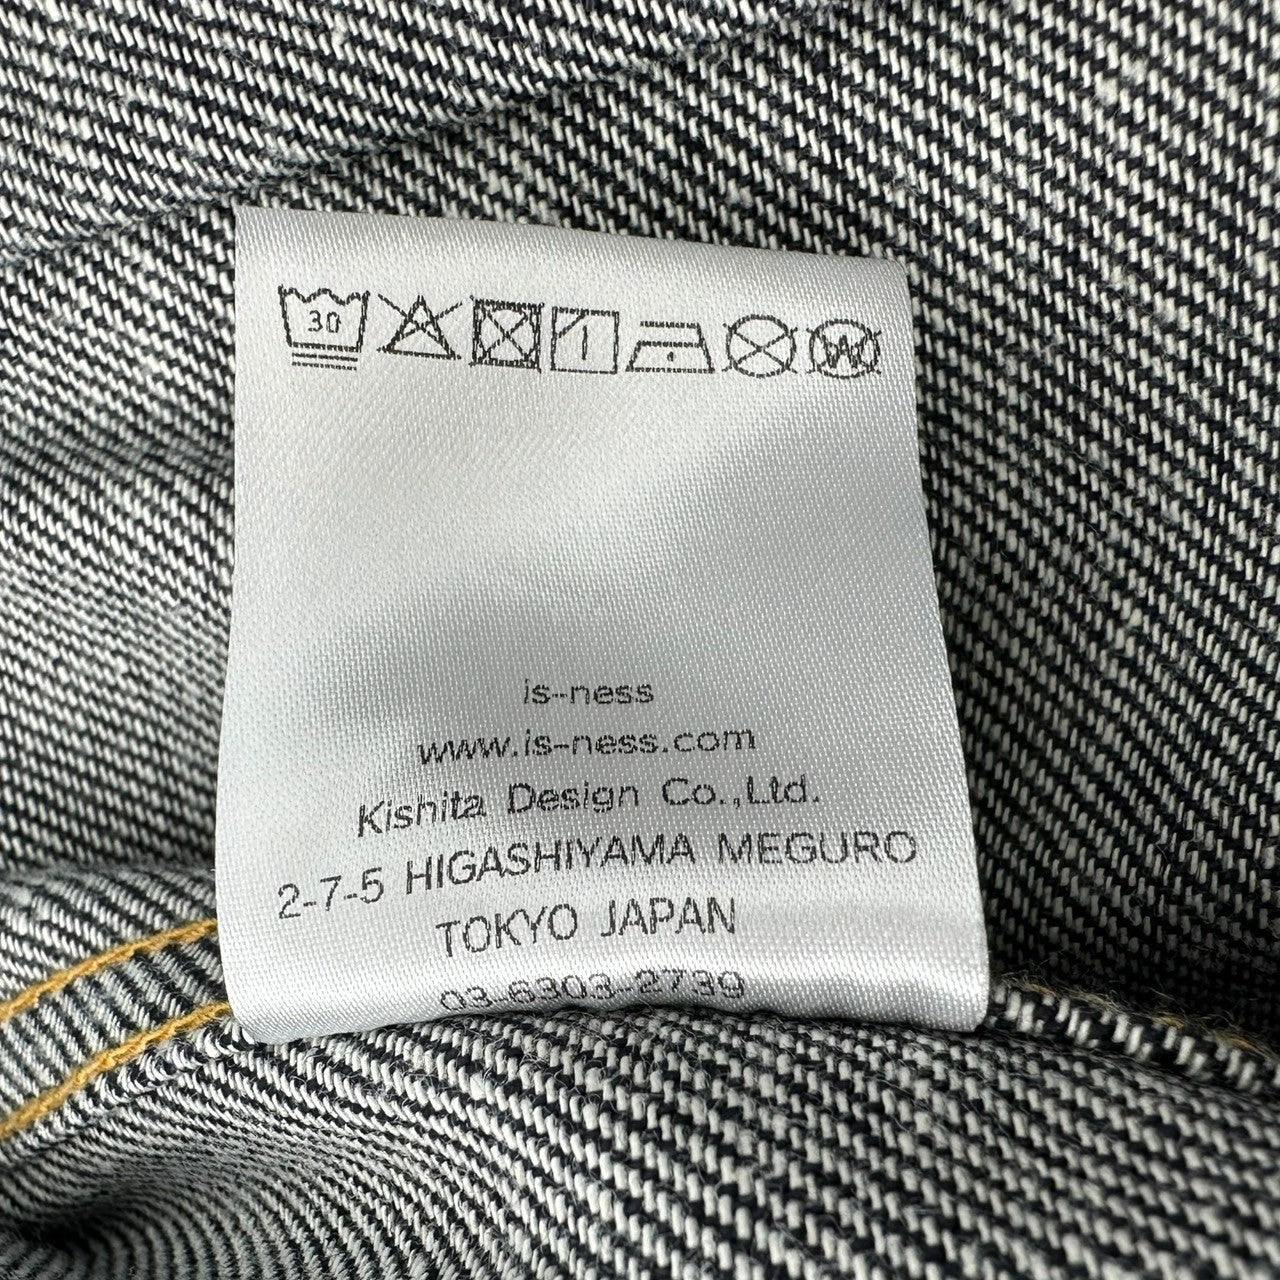 30
W
is-ness
www.is-ness.com
Kishita Design Co.,Ltd.
2-7-5 HIGASHIYAMA MEGURO
TOKYO JAPAN
03-6303-2739